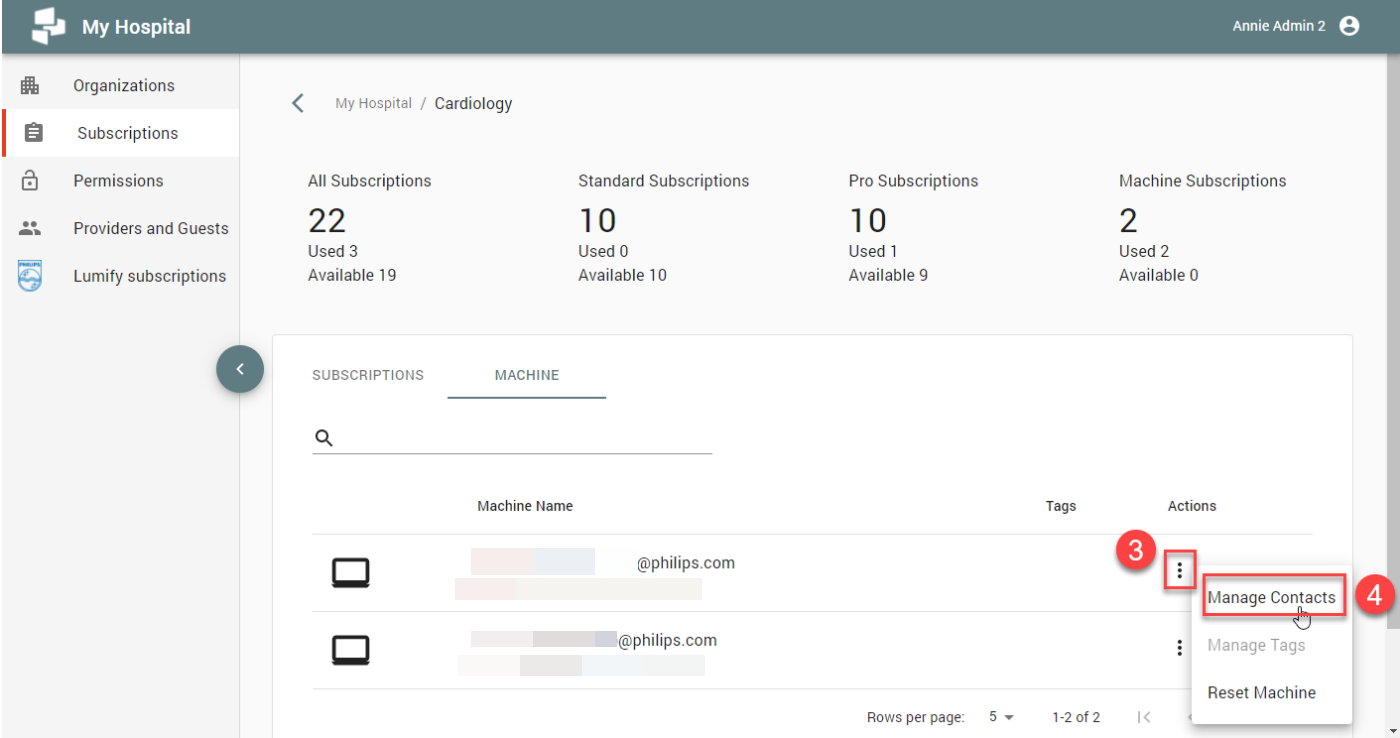 My Hospital
Annie Admin 2
Organizations
Subscriptions
Permissions
Providers and Guests
PHILIPS
Lumify subscriptions
My Hospital / Cardiology
All Subscriptions
22
Used 3
Available 19
Standard Subscriptions
10
Used 0
Available 10
Pro Subscriptions
10
Used 1
Available 9
Machine Subscriptions
2
Used 2
Available 0
SUBSCRIPTIONS MACHINE
Machine Name Tags Actions
@philips.com
3
Manage Contacts
4
@philips.com
Manage Tags
Reset Machine
Rows per page: 5 1-2 of 2